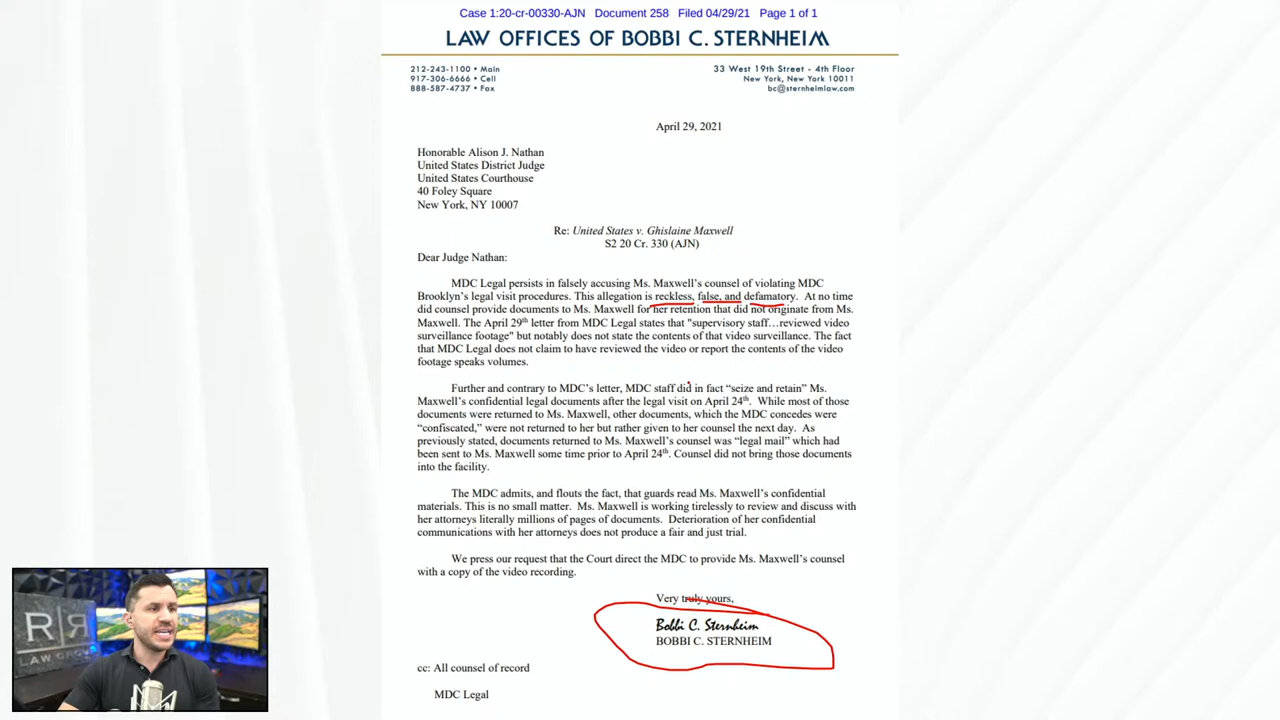 Case 1:20-cr-00330-AJN Document 258 Filed 04/29/21 Page 1 of 1
LAW OFFICES OF BOBBI C. STERNHEIM
212-243-1100 • Main
917-306-6666 • Cell
888-587-4737 • Fax
33 West 19th Street - 4th Floor
New York, New York 10011
bc@sternheimlaw.com
April 29, 2021
Honorable Alison J. Nathan
United States District Judge
United States Courthouse
40 Foley Square
New York, NY 10007
Re: United States v. Ghislaine Maxwell
S2 20 Cr. 330 (AJN)
Dear Judge Nathan:
MDC Legal persists in falsely accusing Ms. Maxwell's counsel of violating MDC
Brooklyn's legal visit procedures. This allegation is reckless, false, and defamatory. At no time
did counsel provide documents to Ms. Maxwell for her retention that did not originate from Ms.
Maxwell. The April 29th letter from MDC Legal states that "supervisory staff…reviewed video
surveillance footage" but notably does not state the contents of that video surveillance. The fact
that MDC Legal does not claim to have reviewed the video or report the contents of the video
footage speaks volumes.
Further and contrary to MDC's letter, MDC staff did in fact “seize and retain” Ms.
Maxwell's confidential legal documents after the legal visit on April 24th. While most of those
documents were returned to Ms. Maxwell, other documents, which the MDC concedes were
“confiscated,” were not returned to her but rather given to her counsel the next day. As
previously stated, documents returned to Ms. Maxwell's counsel was “legal mail” which had
been sent to Ms. Maxwell some time prior to April 24th. Counsel did not bring those documents
into the facility.
The MDC admits, and flouts the fact, that guards read Ms. Maxwell's confidential
materials. This is no small matter. Ms. Maxwell is working tirelessly to review and discuss with
her attorneys literally millions of pages of documents. Deterioration of her confidential
communications with her attorneys does not produce a fair and just trial.
We press our request that the Court direct the MDC to provide Ms. Maxwell's counsel
with a copy of the video recording.
Very truly yours,
Bobbi C. Sternheim
BOBBI C. STERNHEIM
cc: All counsel of record
MDC Legal
R R
LAW GROUP